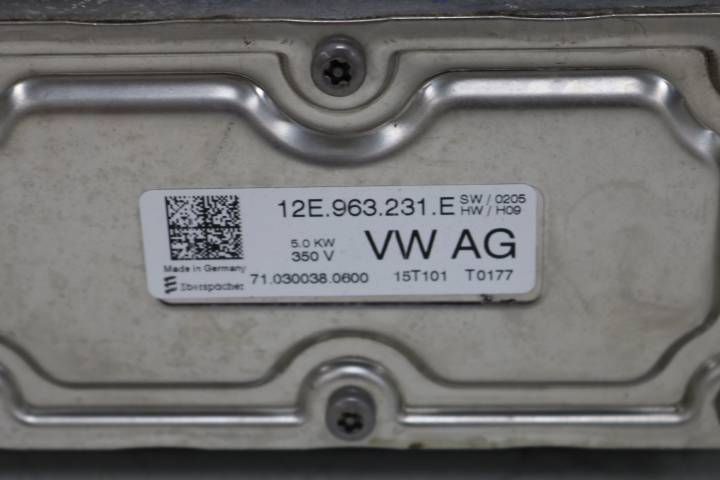 12E.963.231.E SW / 0205
HW / H09
5.0 KW
350 V VW AG
Made in Germany
Eberspächer
71.030038.0600 15T101 T0177